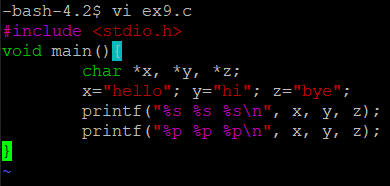 -bash-4.2$ vi ex9.c
#include <stdio.h>
void main(){
        char *x, *y, *z;
        x="hello"; y="hi"; z="bye";
        printf("%s %s %s\n", x, y, z);
        printf("%p %p %p\n", x, y, z);
}
~